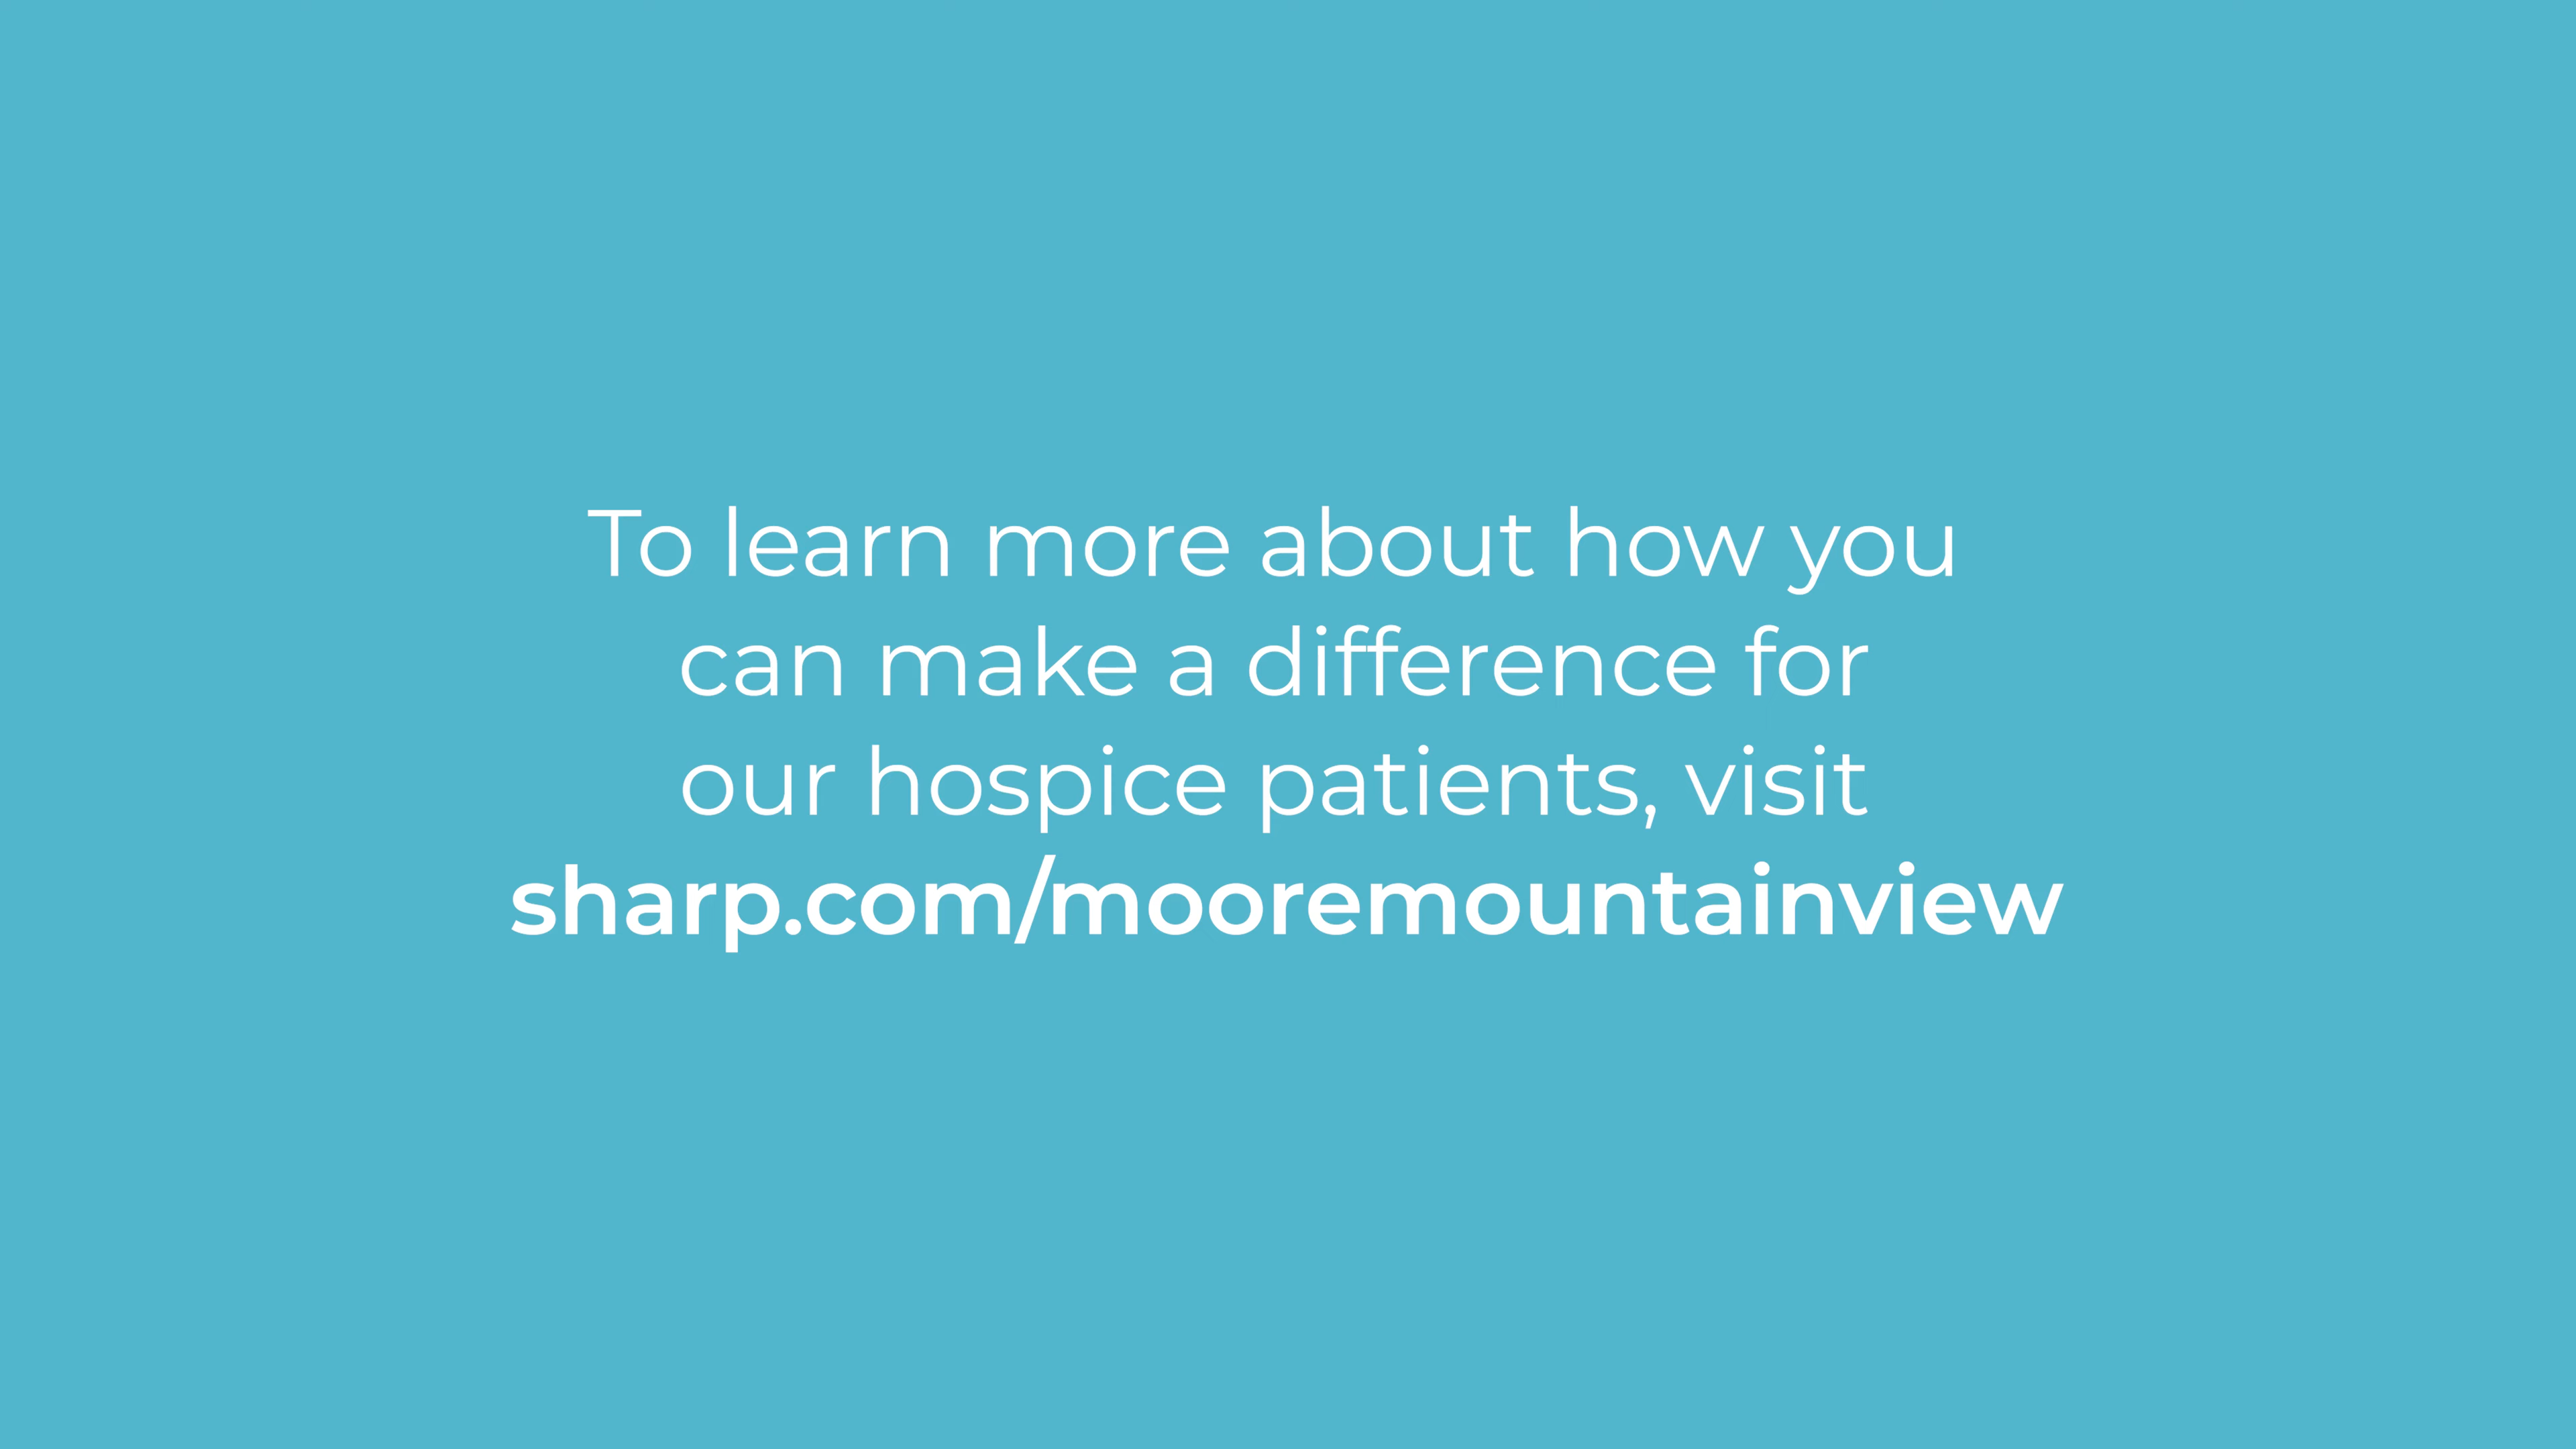 To learn more about how you
can make a difference for
our hospice patients, visit
sharp.com/mooremountainview